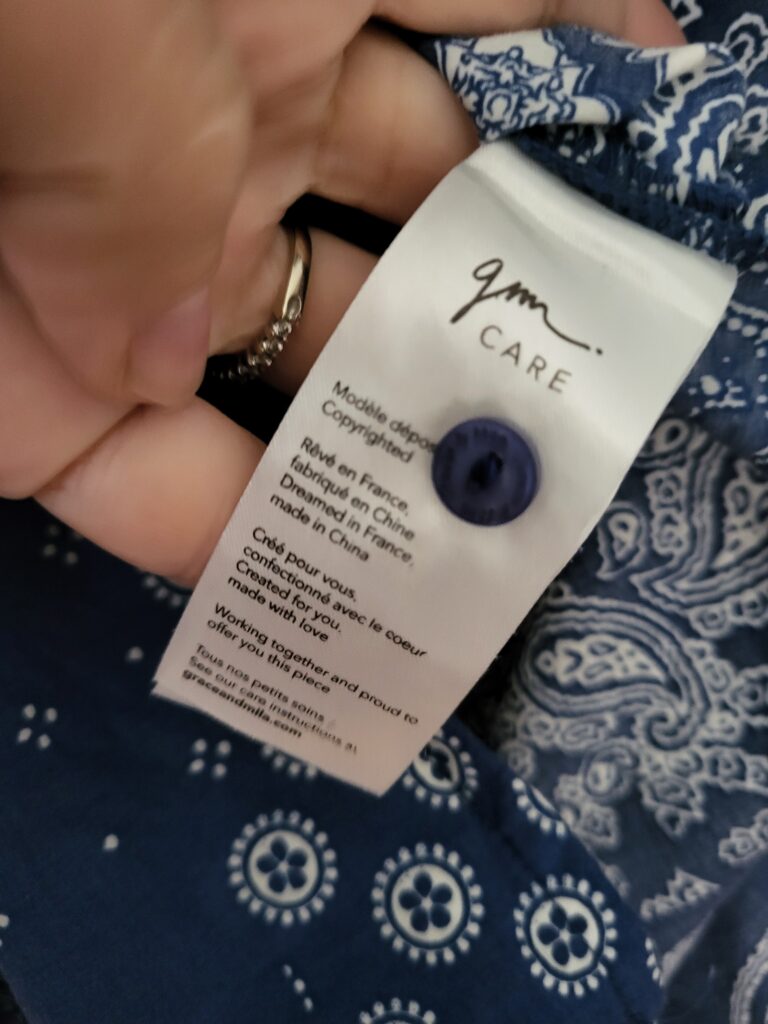 gm.
CARE
Modèle dépo
Copyrighted
Rêvé en France,
fabriqué en Chine
Dreamed in France,
made in China
Créé pour vous,
confectionné avec le coeur
Created for you,
made with love
Working together and proud to
offer you this piece
Tous nos petits soins /
See our care instructions at
graceandmila.com